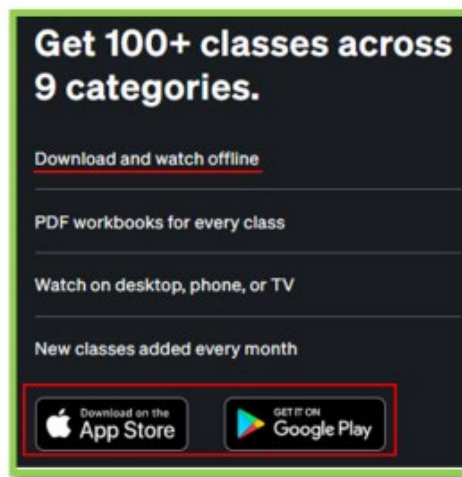 Get 100+ classes across
9 categories.
Download and watch offline
PDF workbooks for every class
Watch on desktop, phone, or TV
New classes added every month
Download on the
App Store
GET IT ON
Google Play